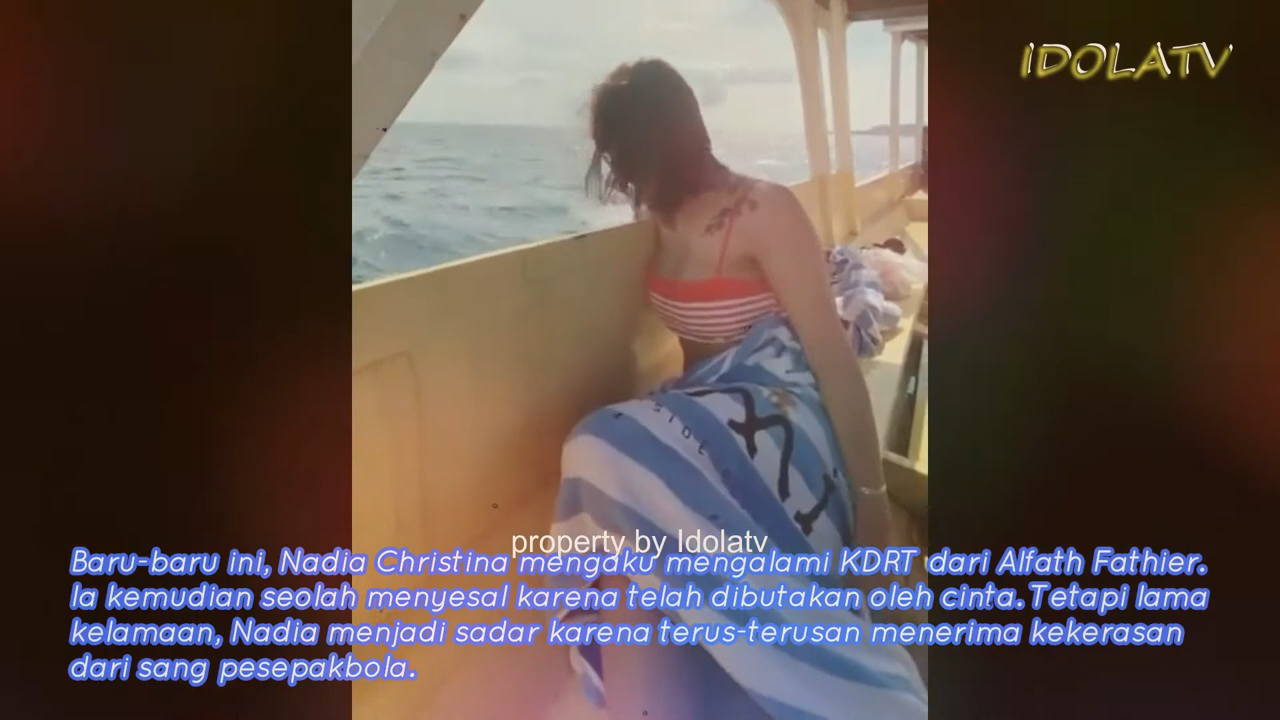 IDOLATV
property by Idolatv
Baru-baru ini, Nadia Christina mengaku mengalami KDRT dari Alfath Fathier.
Ia kemudian seolah menyesal karena telah dibutakan oleh cinta. Tetapi lama
kelamaan, Nadia menjadi sadar karena terus-terusan menerima kekerasan
dari sang pesepakbola.